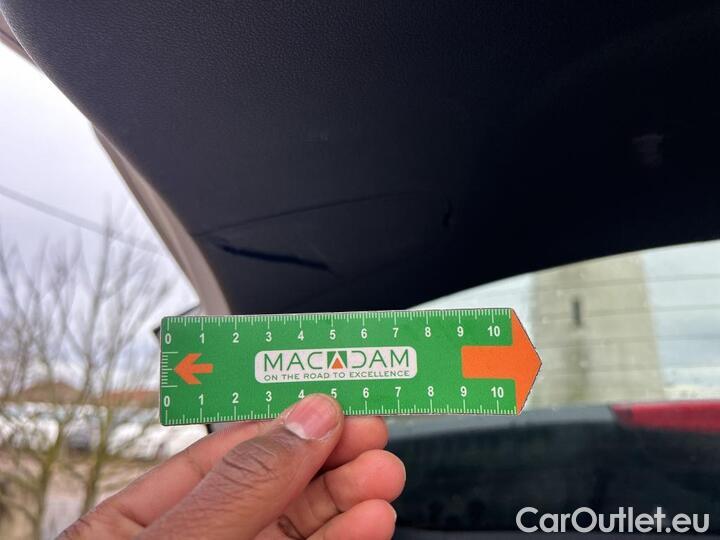 0 1 2 3 4 5 6 7 8 9 10
MACADAM
ON THE ROAD TO EXCELLENCE
0 1 2 3 4 5 6 7 8 9 10
CarOutlet.eu